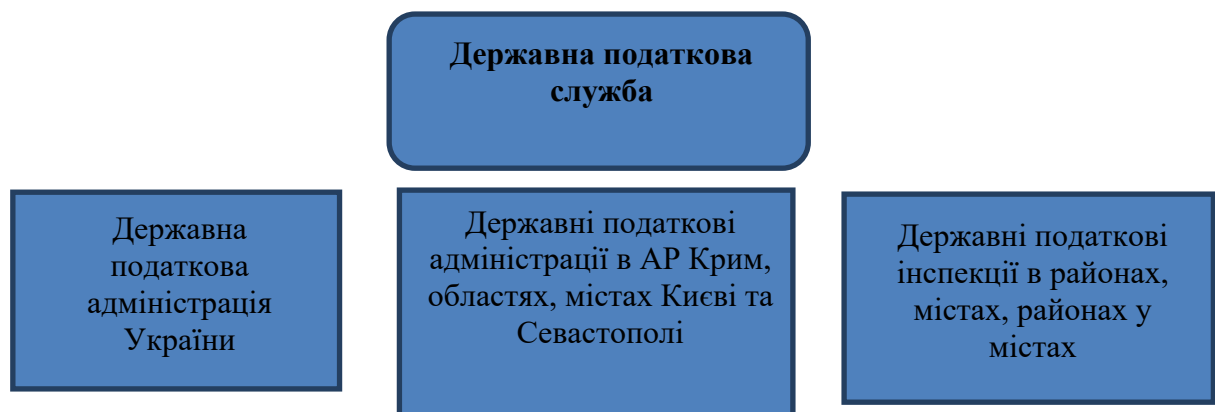 Державна податкова
служба
Державна
податкова
адміністрація
України
Державні податкові
адміністрації в АР Крим,
областях, містах Києві та
Севастополі
Державні податкові
інспекції в районах,
містах, районах у
містах